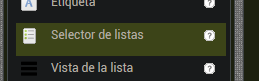 A Etiqueta ?
Selector de listas ?
Vista de la lista ?